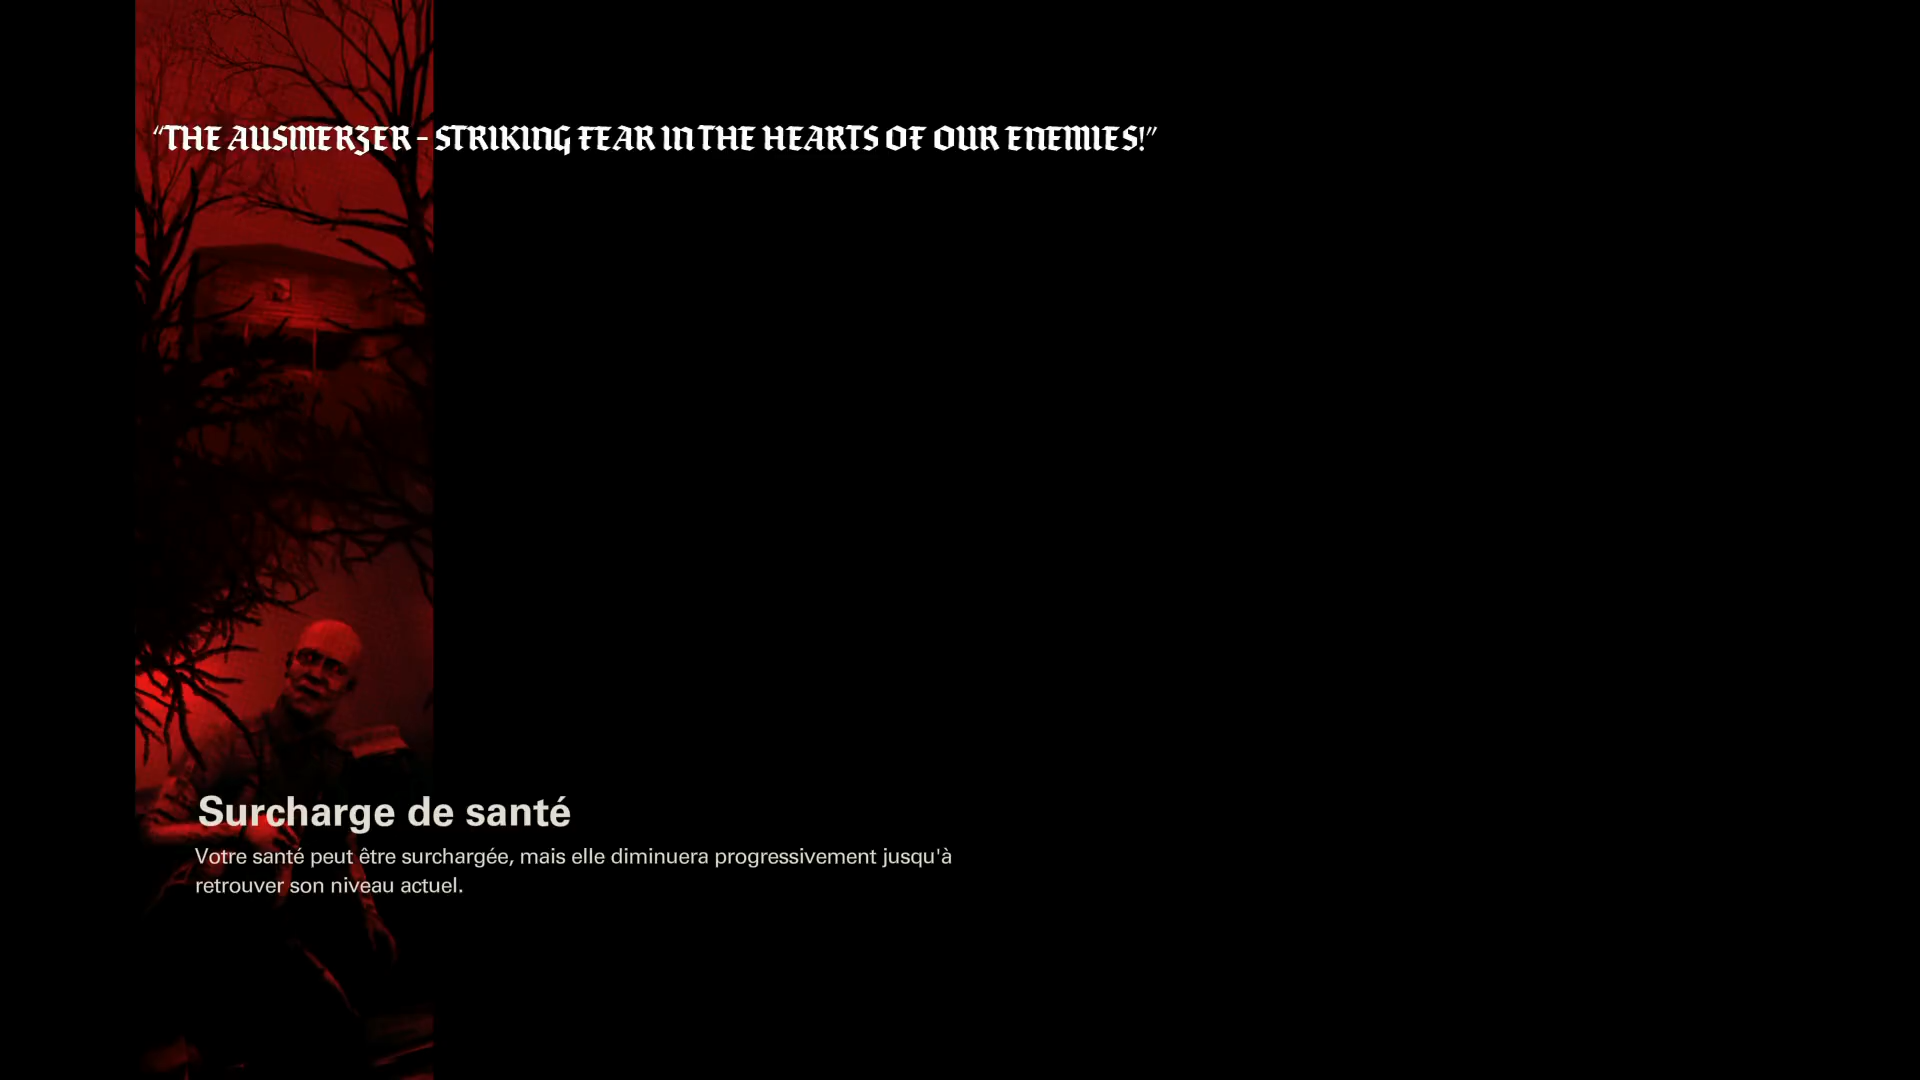 “THE AUSMERZER - STRIKING FEAR IN THE HEARTS OF OUR ENEMIES!”
Surcharge de santé
Votre santé peut être surchargée, mais elle diminuera progressivement jusqu'à
retrouver son niveau actuel.